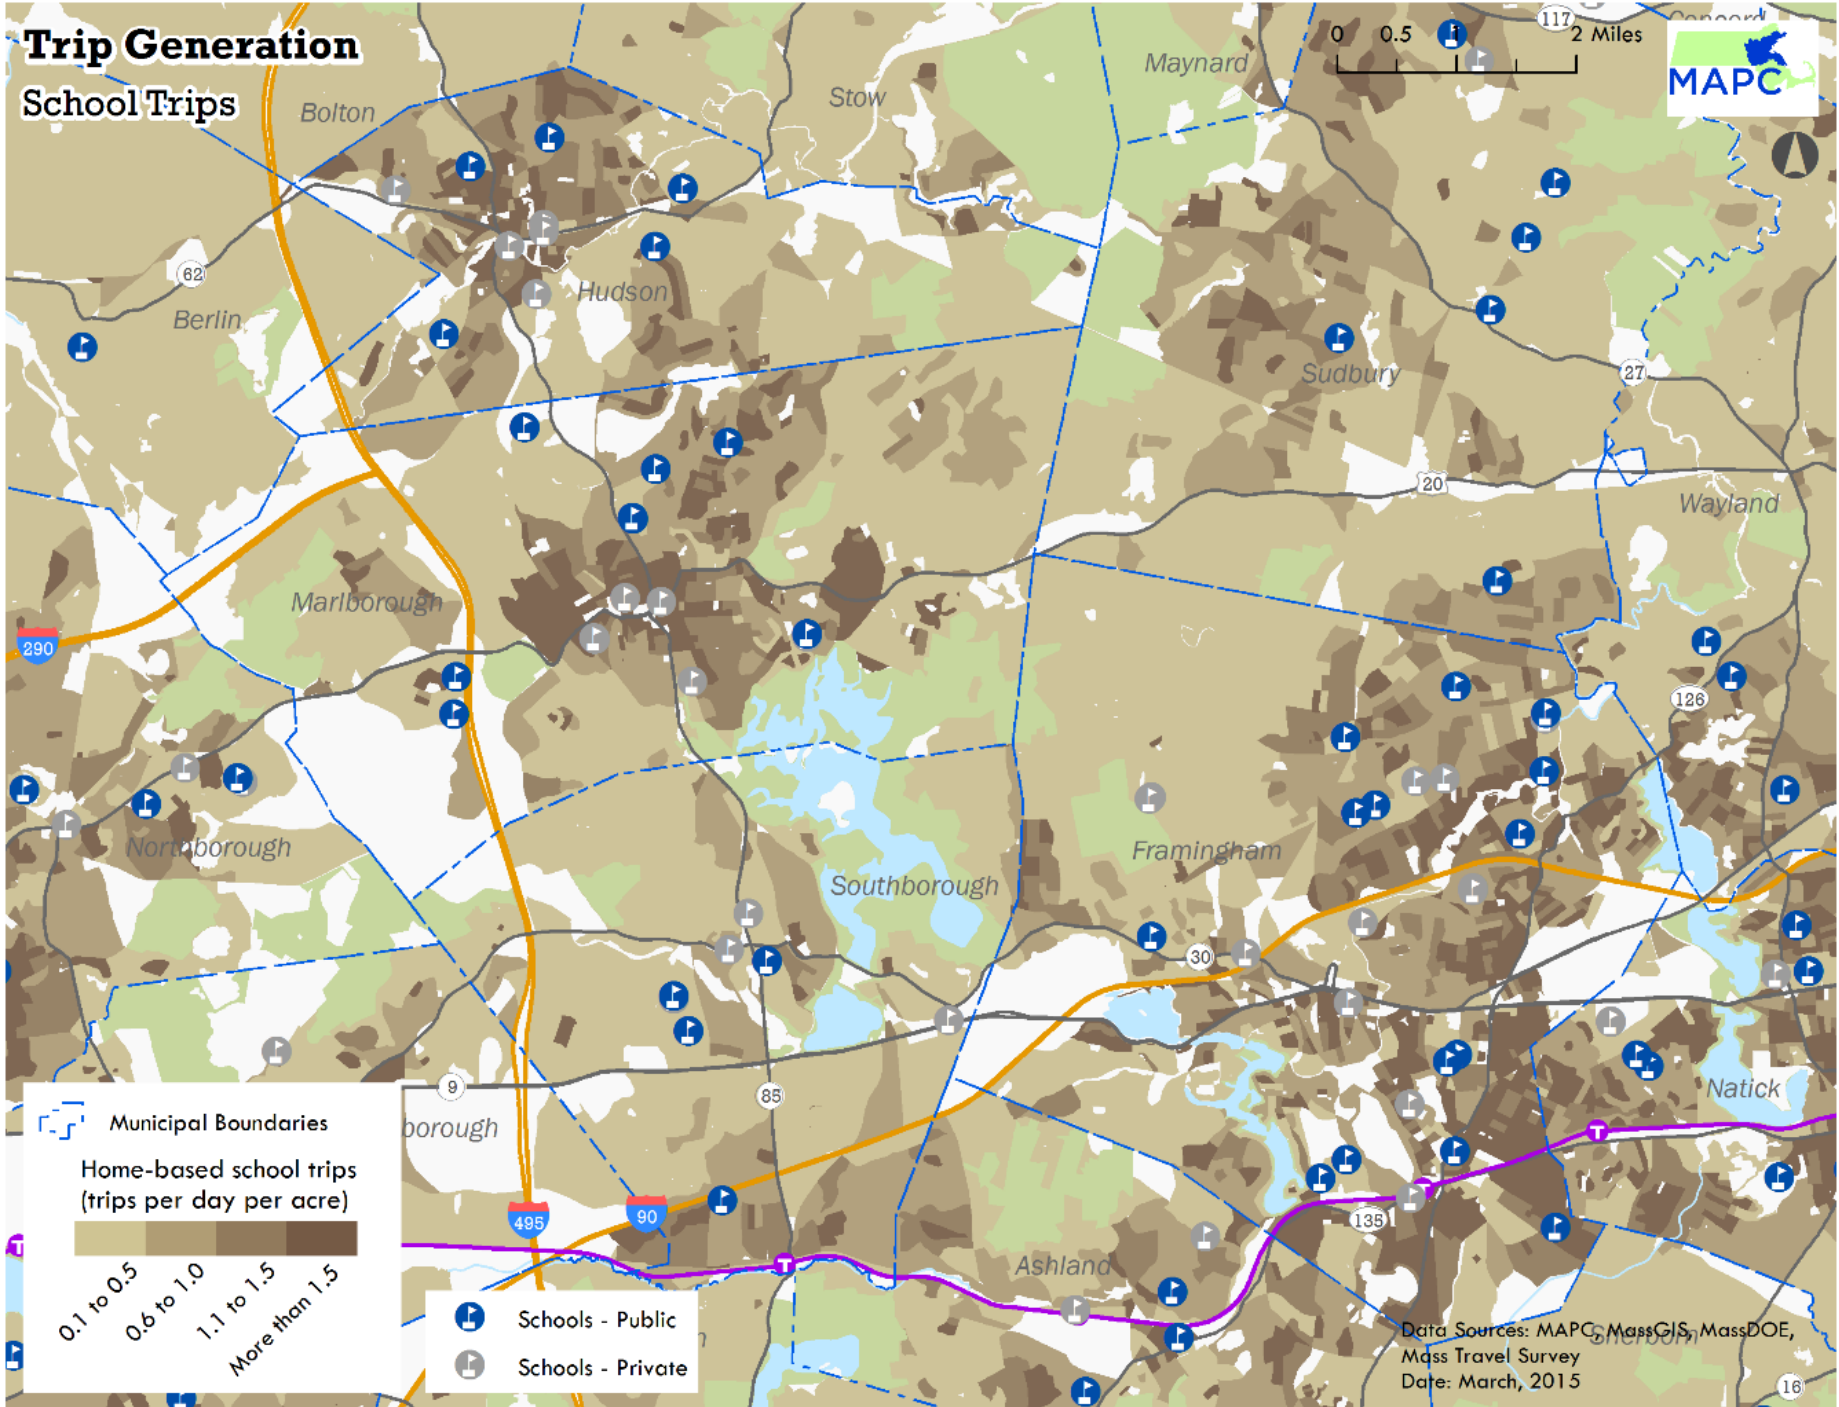 Trip Generation
School Trips
0 0.5 1 2 Miles
117
Concord
MAPC
Maynard
Stow
Bolton
62
Berlin
Hudson
Sudbury
27
20
Wayland
Marlborough
290
126
Northborough
Framingham
Southborough
30
9
85
borough
Natick
T
495
90
135
T
T
T
Ashland
Sherborn
n
16
Municipal Boundaries
Home-based school trips
(trips per day per acre)
0.1 to 0.5
0.6 to 1.0
1.1 to 1.5
More than 1.5
Schools - Public
Schools - Private
Data Sources: MAPC, MassGIS, MassDOE,
Mass Travel Survey
Date: March, 2015